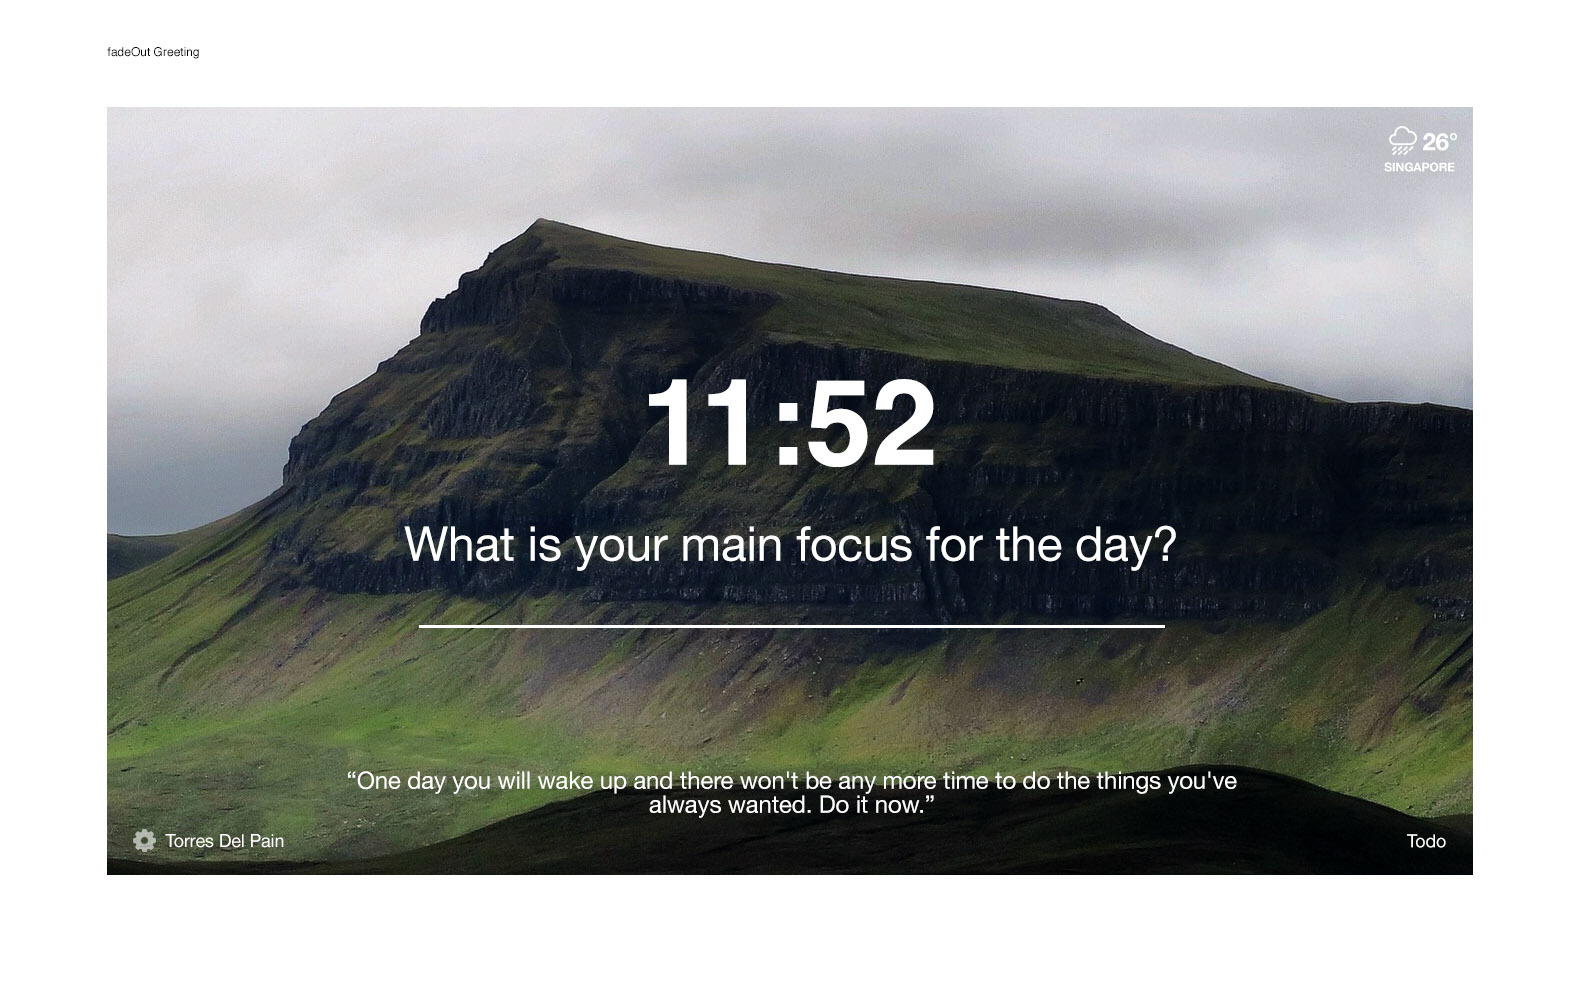 fadeOut Greeting
26°
SINGAPORE
11:52
What is your main focus for the day?
“One day you will wake up and there won't be any more time to do the things you've
always wanted. Do it now.”
Torres Del Pain
Todo